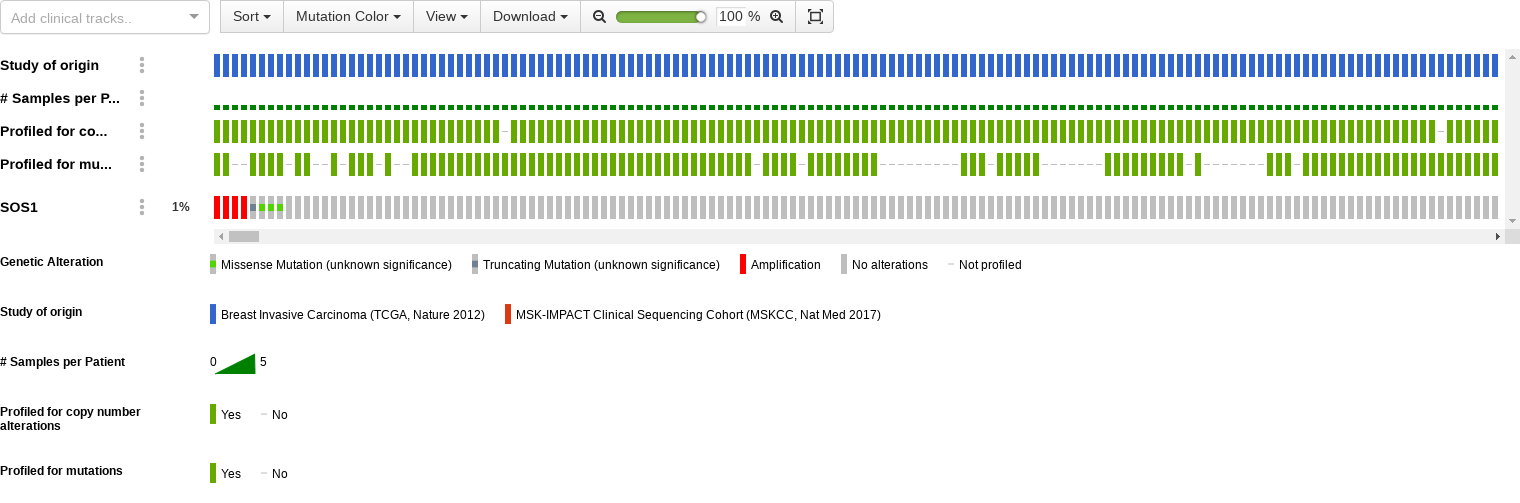 Add clinical tracks..
Sort Mutation Color View Download 100 %
Study of origin
# Samples per P...
Profiled for co...
Profiled for mu...
SOS1 1%
Genetic Alteration Missense Mutation (unknown significance) Truncating Mutation (unknown significance) Amplification No alterations Not profiled
Study of origin Breast Invasive Carcinoma (TCGA, Nature 2012) MSK-IMPACT Clinical Sequencing Cohort (MSKCC, Nat Med 2017)
# Samples per Patient 0 5
Profiled for copy number
alterations
Yes No
Profiled for mutations Yes No